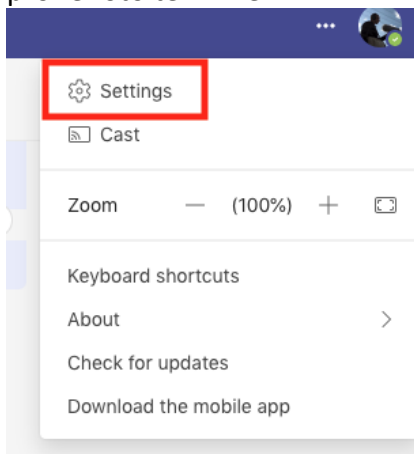 Settings
Cast
Zoom — (100%) +
Keyboard shortcuts
About
Check for updates
Download the mobile app